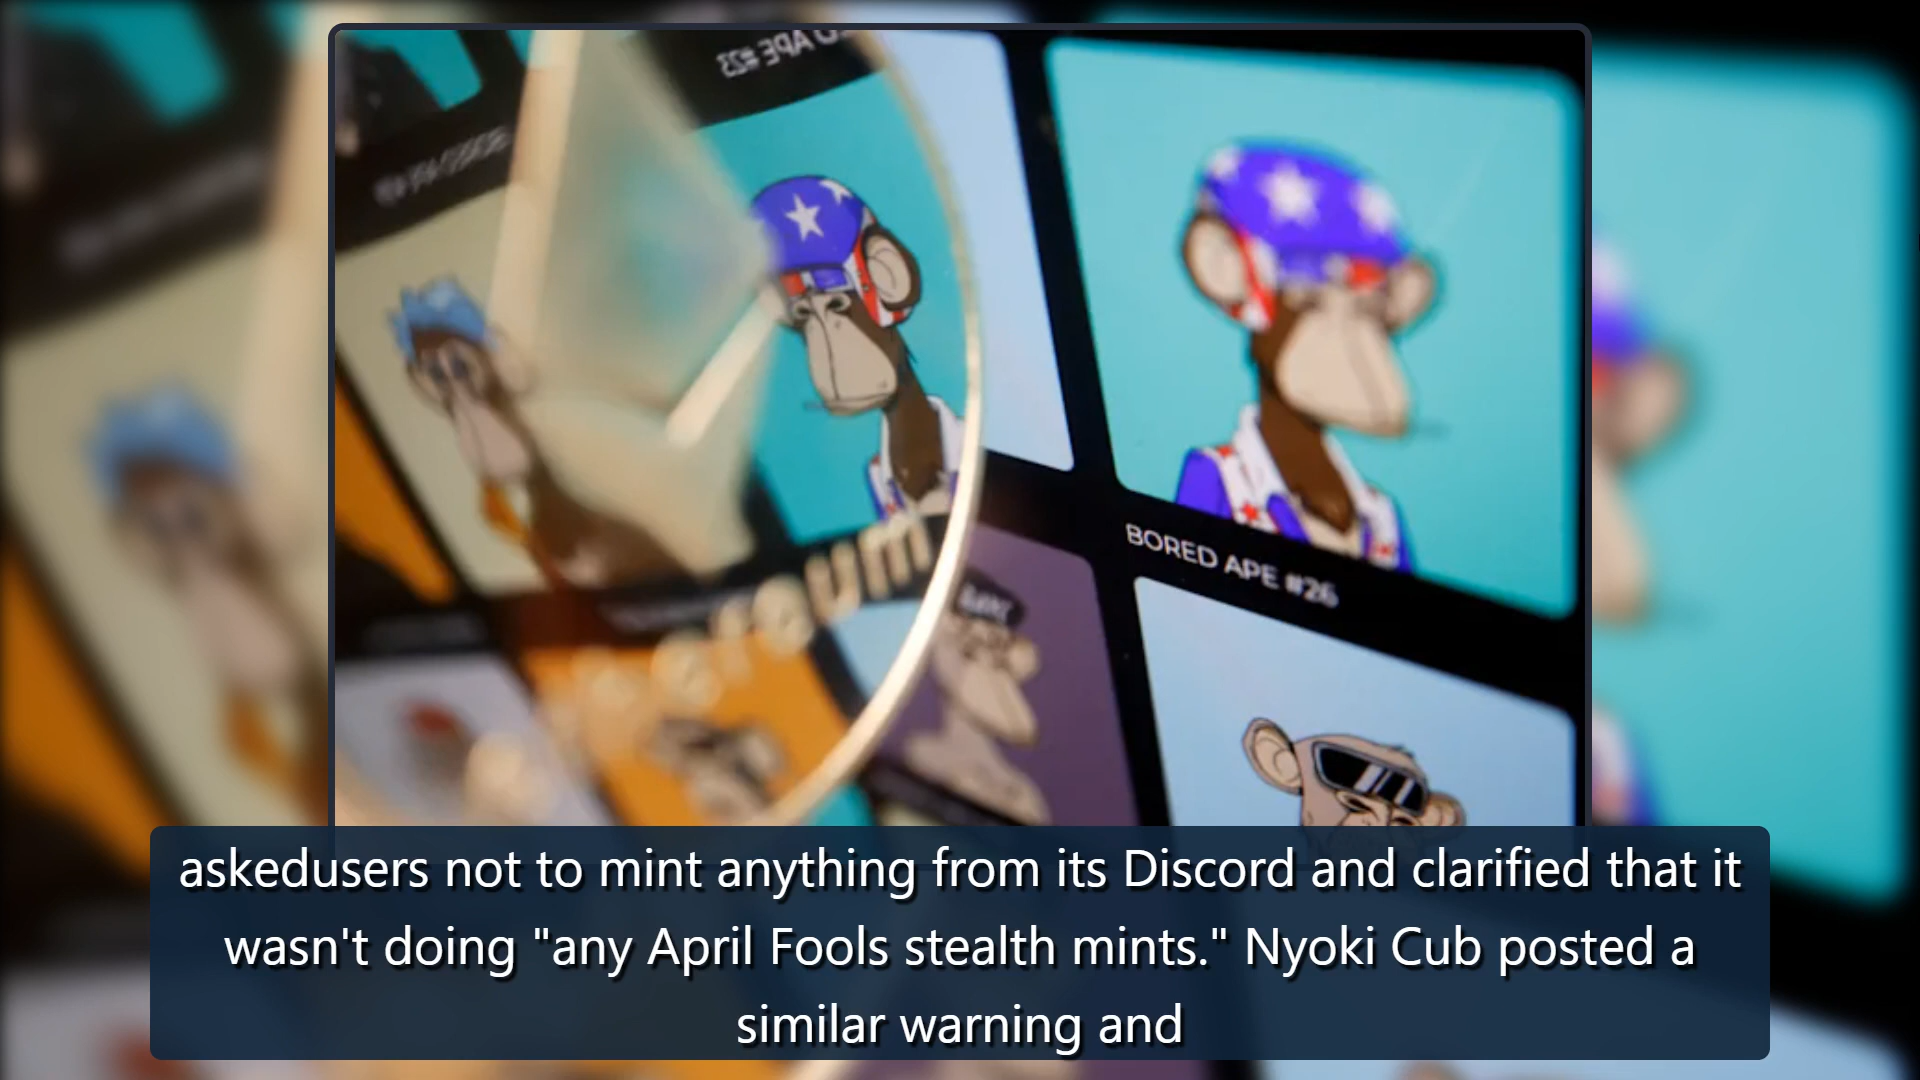 BORED APE #26
askedusers not to mint anything from its Discord and clarified that it
wasn't doing "any April Fools stealth mints." Nyoki Cub posted a
similar warning and